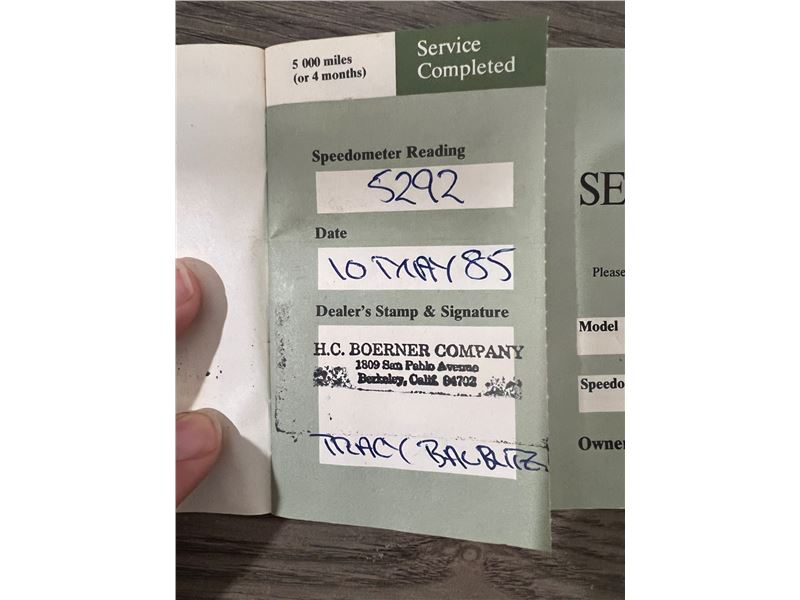 5 000 miles
(or 4 months)
Service
Completed
Speedometer Reading
5292
Date
10 MAY 85
Dealer's Stamp & Signature
H.C. BOERNER COMPANY
1809 San Pablo Avenue
Berkeley, Calif. 94702
TRACY
SE
Please
Model
Speedo
Owner